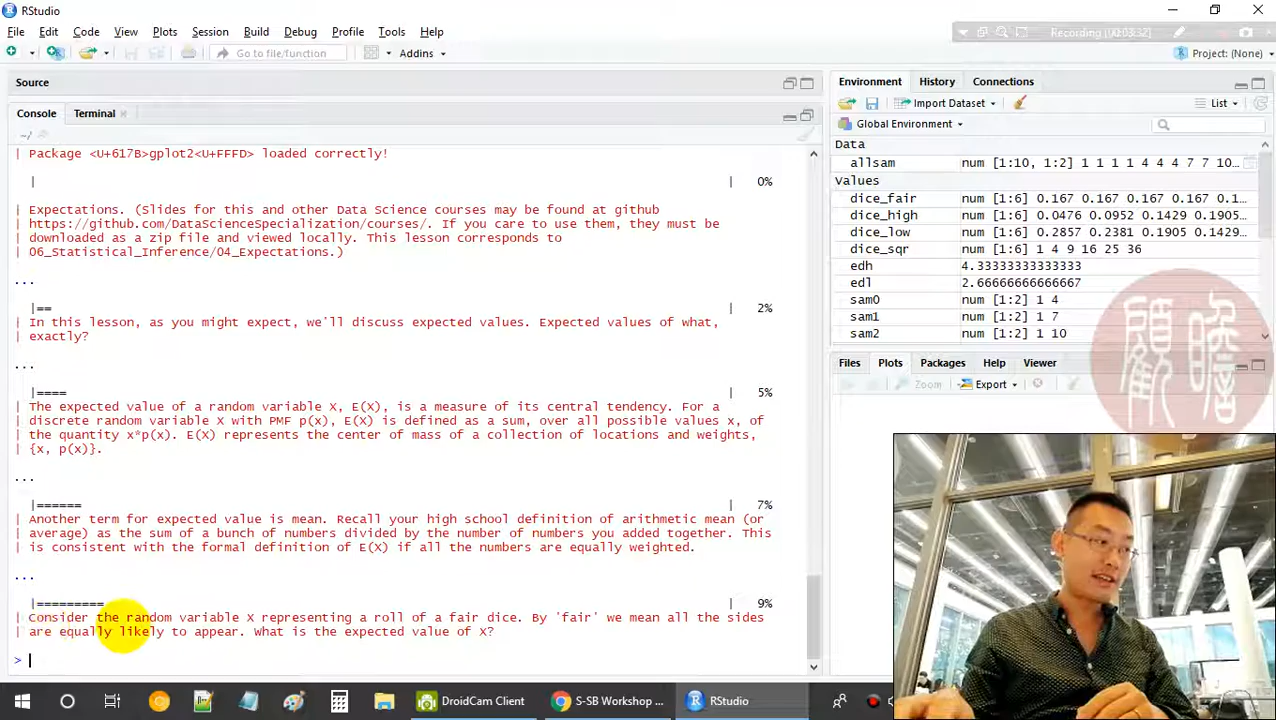 RStudio
File Edit Code View Plots Session Build Debug Profile Tools Help
Recording [00:03:32]
Go to file/function
Addins
Project: (None)
Source
Console Terminal
~/
| Package <U+617B>gplot2<U+FFFD> loaded correctly!
| | 0%
| Expectations. (Slides for this and other Data Science courses may be found at github
| https://github.com/DataScienceSpecialization/courses/. If you care to use them, they must be
| downloaded as a zip file and viewed locally. This lesson corresponds to
| 06_Statistical_Inference/04_Expectations.)
...
|== | 2%
| In this lesson, as you might expect, we'll discuss expected values. Expected values of what,
| exactly?
...
|==== | 5%
| The expected value of a random variable X, E(X), is a measure of its central tendency. For a
| discrete random variable X with PMF p(x), E(X) is defined as a sum, over all possible values x, of
| the quantity x*p(x). E(X) represents the center of mass of a collection of locations and weights,
| {x, p(x)}.
...
|====== | 7%
| Another term for expected value is mean. Recall your high school definition of arithmetic mean (or
| average) as the sum of a bunch of numbers divided by the number of numbers you added together. This
| is consistent with the formal definition of E(X) if all the numbers are equally weighted.
...
|========= | 9%
| Consider the random variable X representing a roll of a fair dice. By 'fair' we mean all the sides
| are equally likely to appear. What is the expected value of X?
>
Environment History Connections
Import Dataset
List
Global Environment
Data
allsam num [1:10, 1:2] 1 1 1 1 4 4 4 7 7 10...
Values
dice_fair num [1:6] 0.167 0.167 0.167 0.167 0.1...
dice_high num [1:6] 0.0476 0.0952 0.1429 0.1905...
dice_low num [1:6] 0.2857 0.2381 0.1905 0.1429...
dice_sqr num [1:6] 1 4 9 16 25 36
edh 4.33333333333333
edl 2.66666666666667
sam0 num [1:2] 1 4
sam1 num [1:2] 1 7
sam2 num [1:2] 1 10
Files Plots Packages Help Viewer
Zoom Export
DroidCam Client
S-SB Workshop ...
RStudio